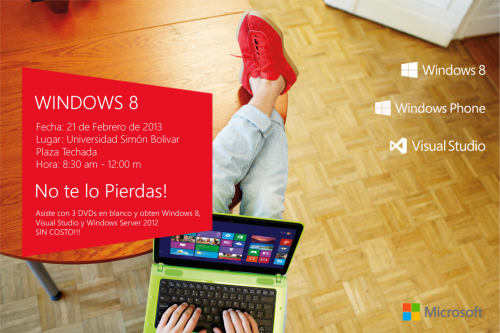 WINDOWS 8
Fecha: 21 de Febrero de 2013
Lugar: Universidad Simón Bolivar
Plaza Techada
Hora: 8:30 am - 12:00 m
No te lo Pierdas!
Asiste con 3 DVDs en blanco y obten Windows 8,
Visual Studio y Windows Server 2012
SIN COSTO!!!
Windows 8
Windows Phone
Visual Studio
Microsoft